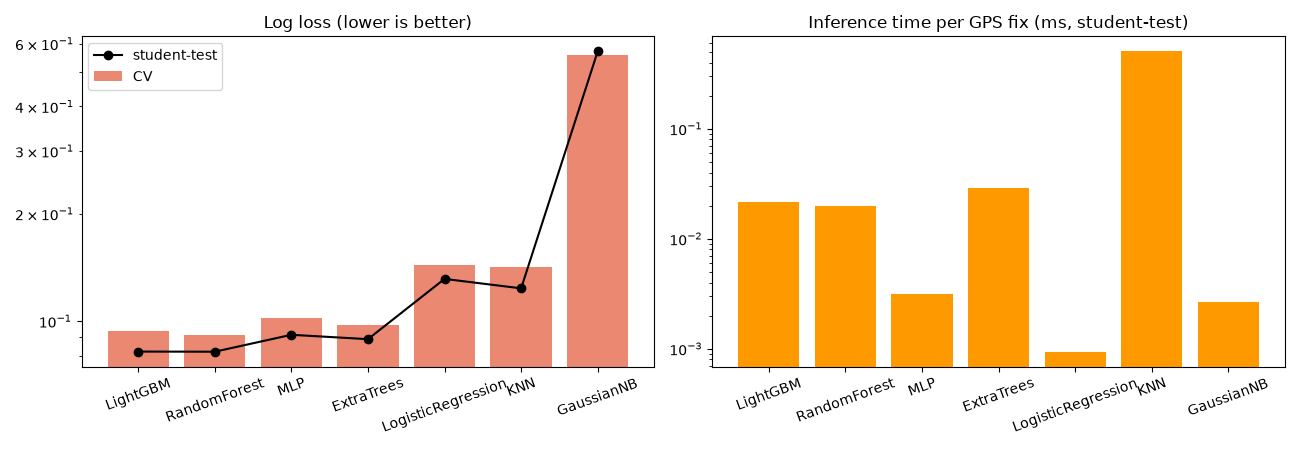 Log loss (lower is better)
student-test
CV
6 × 10⁻¹
4 × 10⁻¹
3 × 10⁻¹
2 × 10⁻¹
10⁻¹
LightGBM
RandomForest
MLP
ExtraTrees
LogisticRegression
KNN
GaussianNB
Inference time per GPS fix (ms, student-test)
10⁻¹
10⁻²
10⁻³
LightGBM
RandomForest
MLP
ExtraTrees
LogisticRegression
KNN
GaussianNB